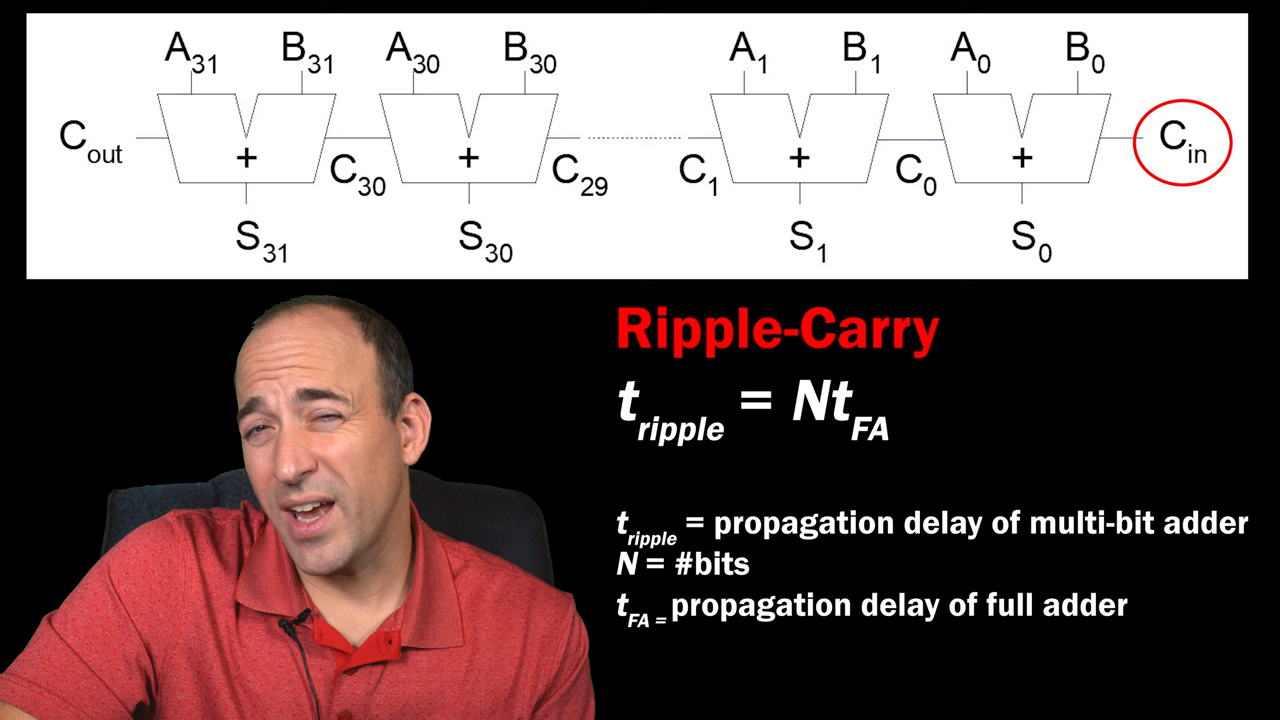 A31 B31 A30 B30 A1 B1 A0 B0
Cout + C30 + C29 C1 + C0 + Cin
S31 S30 S1 S0
Ripple-Carry
tripple = NtFA
tripple = propagation delay of multi-bit adder
N = #bits
tFA = propagation delay of full adder